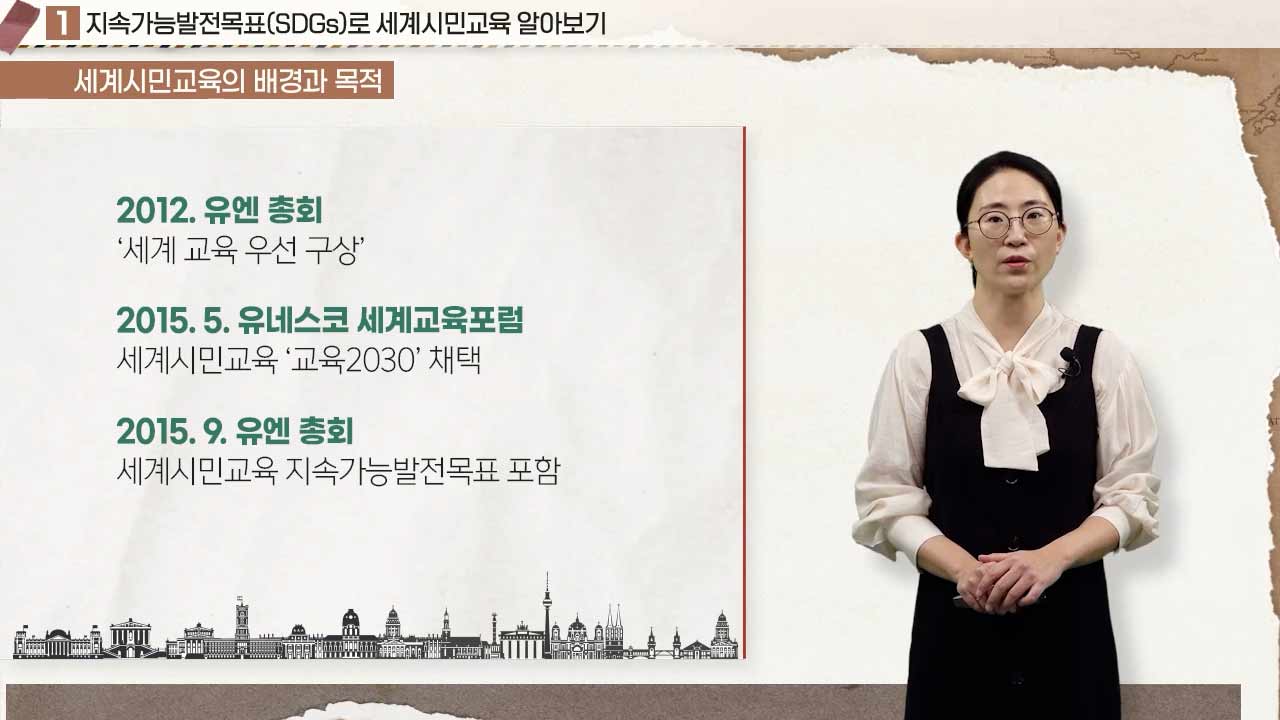 1 지속가능발전목표(SDGs)로 세계시민교육 알아보기
세계시민교육의 배경과 목적
2012. 유엔 총회
‘세계 교육 우선 구상’
2015. 5. 유네스코 세계교육포럼
세계시민교육 ‘교육2030’ 채택
2015. 9. 유엔 총회
세계시민교육 지속가능발전목표 포함